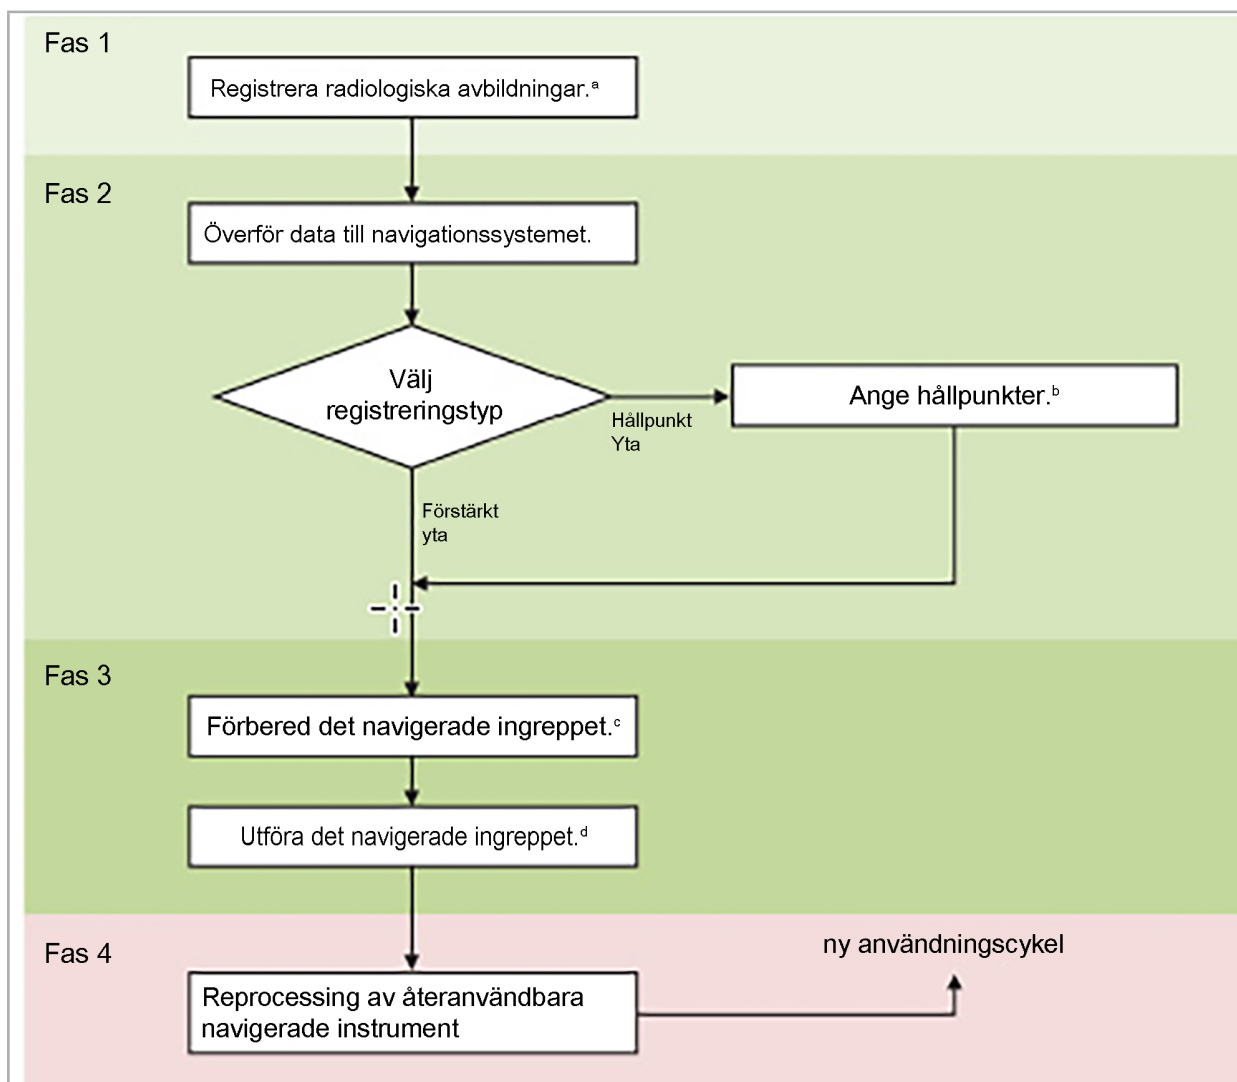 Fas 1
Registrera radiologiska avbildningar.ᵃ
Fas 2
Överför data till navigationssystemet.
Välj
registreringstyp
Hållpunkt
Yta
Ange hållpunkter.ᵇ
Förstärkt
yta
Fas 3
Förbered det navigerade ingreppet.ᶜ
Utföra det navigerade ingreppet.ᵈ
Fas 4
ny användningscykel
Reprocessing av återanvändbara
navigerade instrument